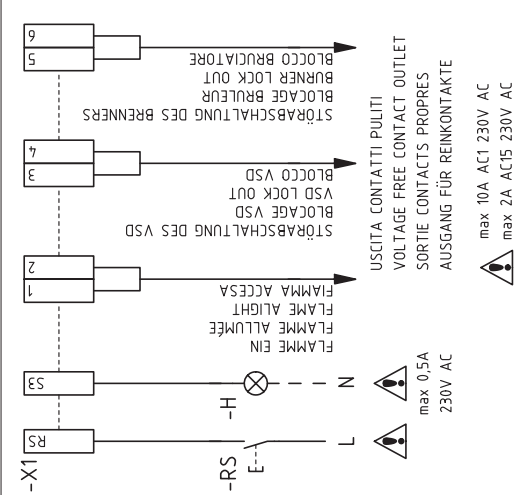 -X1
RS
S3
1
2
3
4
5
6
-RS
E
L
-H
N
max 0,5A
230V AC
FLAMME EIN
FLAMME ALLUMÉE
FLAME ALIGHT
FIAMMA ACCESA
STÖRABSCHALTUNG DES VSD
BLOCAGE VSD
VSD LOCK OUT
BLOCCO VSD
STÖRABSCHALTUNG DES BRENNERS
BLOCAGE BRULEUR
BURNER LOCK OUT
BLOCCO BRUCIATORE
USCITA CONTATTI PULITI
VOLTAGE FREE CONTACT OUTLET
SORTIE CONTACTS PROPRES
AUSGANG FÜR REINKONTAKTE
max 10A AC1 230V AC
max 2A AC15 230V AC